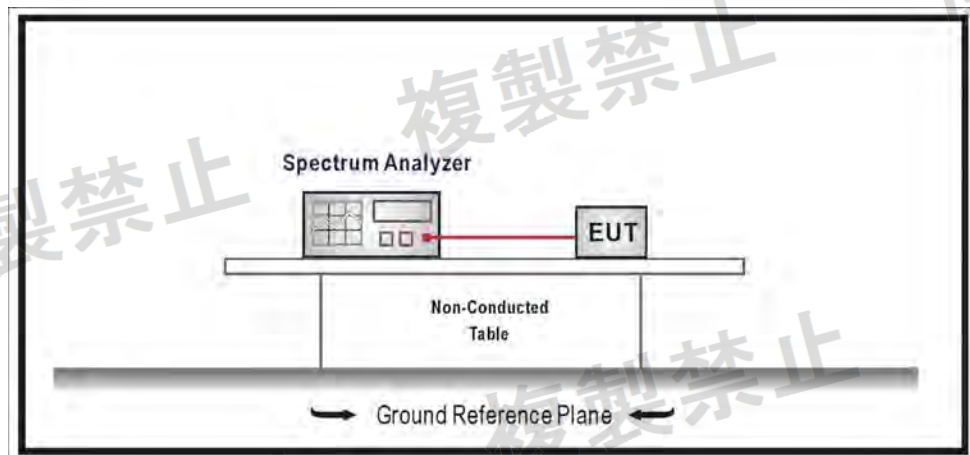 複製禁止
Spectrum Analyzer
製禁止
EUT
Non-Conducted
Table
複製禁止
Ground Reference Plane